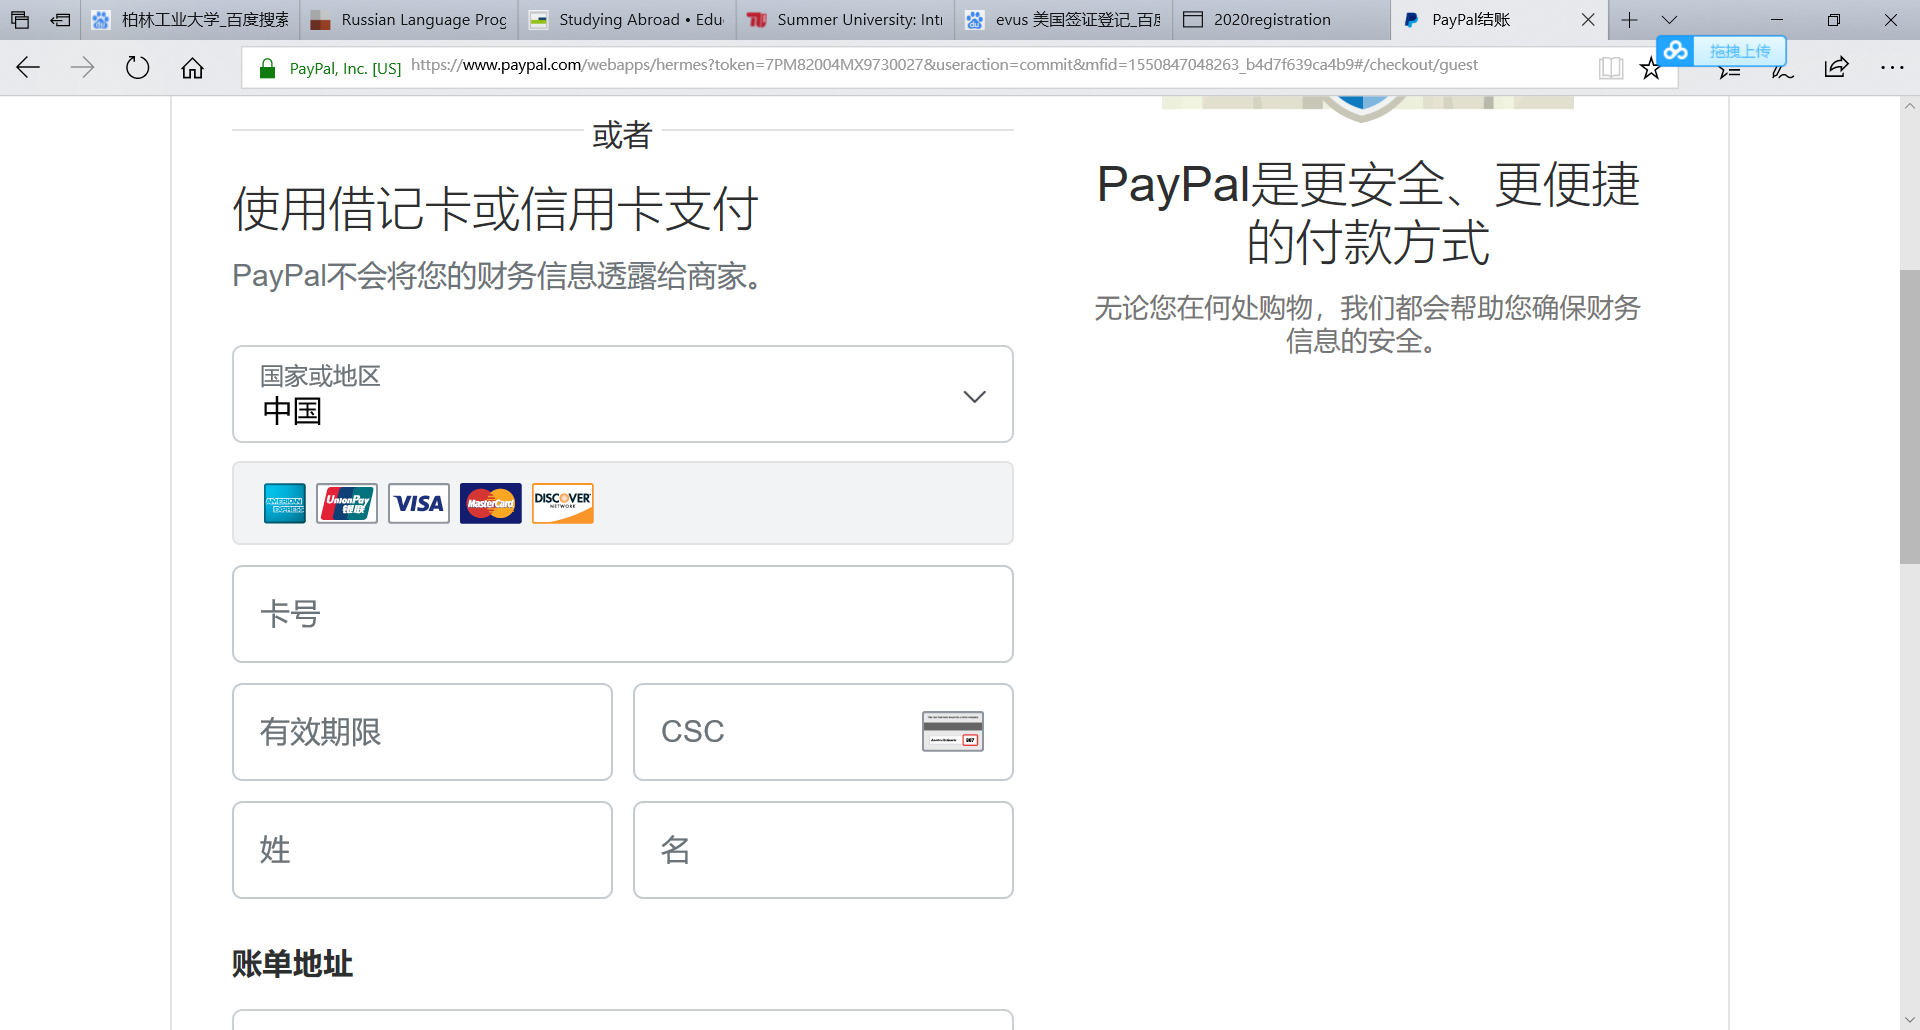 柏林工业大学_百度搜索
Russian Language Prog
Studying Abroad • Edu
Summer University: Int
evus 美国签证登记_百度
2020registration
PayPal结账
PayPal, Inc. [US]
https://www.paypal.com/webapps/hermes?token=7PM82004MX9730027&useraction=commit&mfid=1550847048263_b4d7f639ca4b9#/checkout/guest
拖拽上传
或者
使用借记卡或信用卡支付
PayPal不会将您的财务信息透露给商家。
国家或地区
中国
AMERICAN EXPRESS
UnionPay 银联
VISA
MasterCard
DISCOVER NETWORK
卡号
有效期限
CSC
姓
名
账单地址
PayPal是更安全、更便捷
的付款方式
无论您在何处购物，我们都会帮助您确保财务
信息的安全。